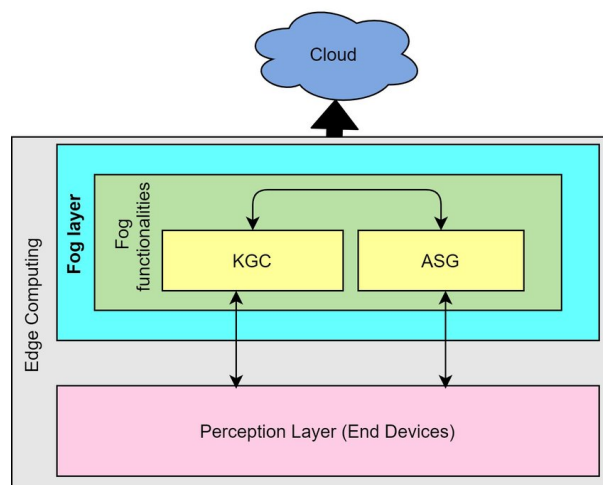 Cloud
Edge Computing
Fog layer
Fog
functionalities
KGC
ASG
Perception Layer (End Devices)